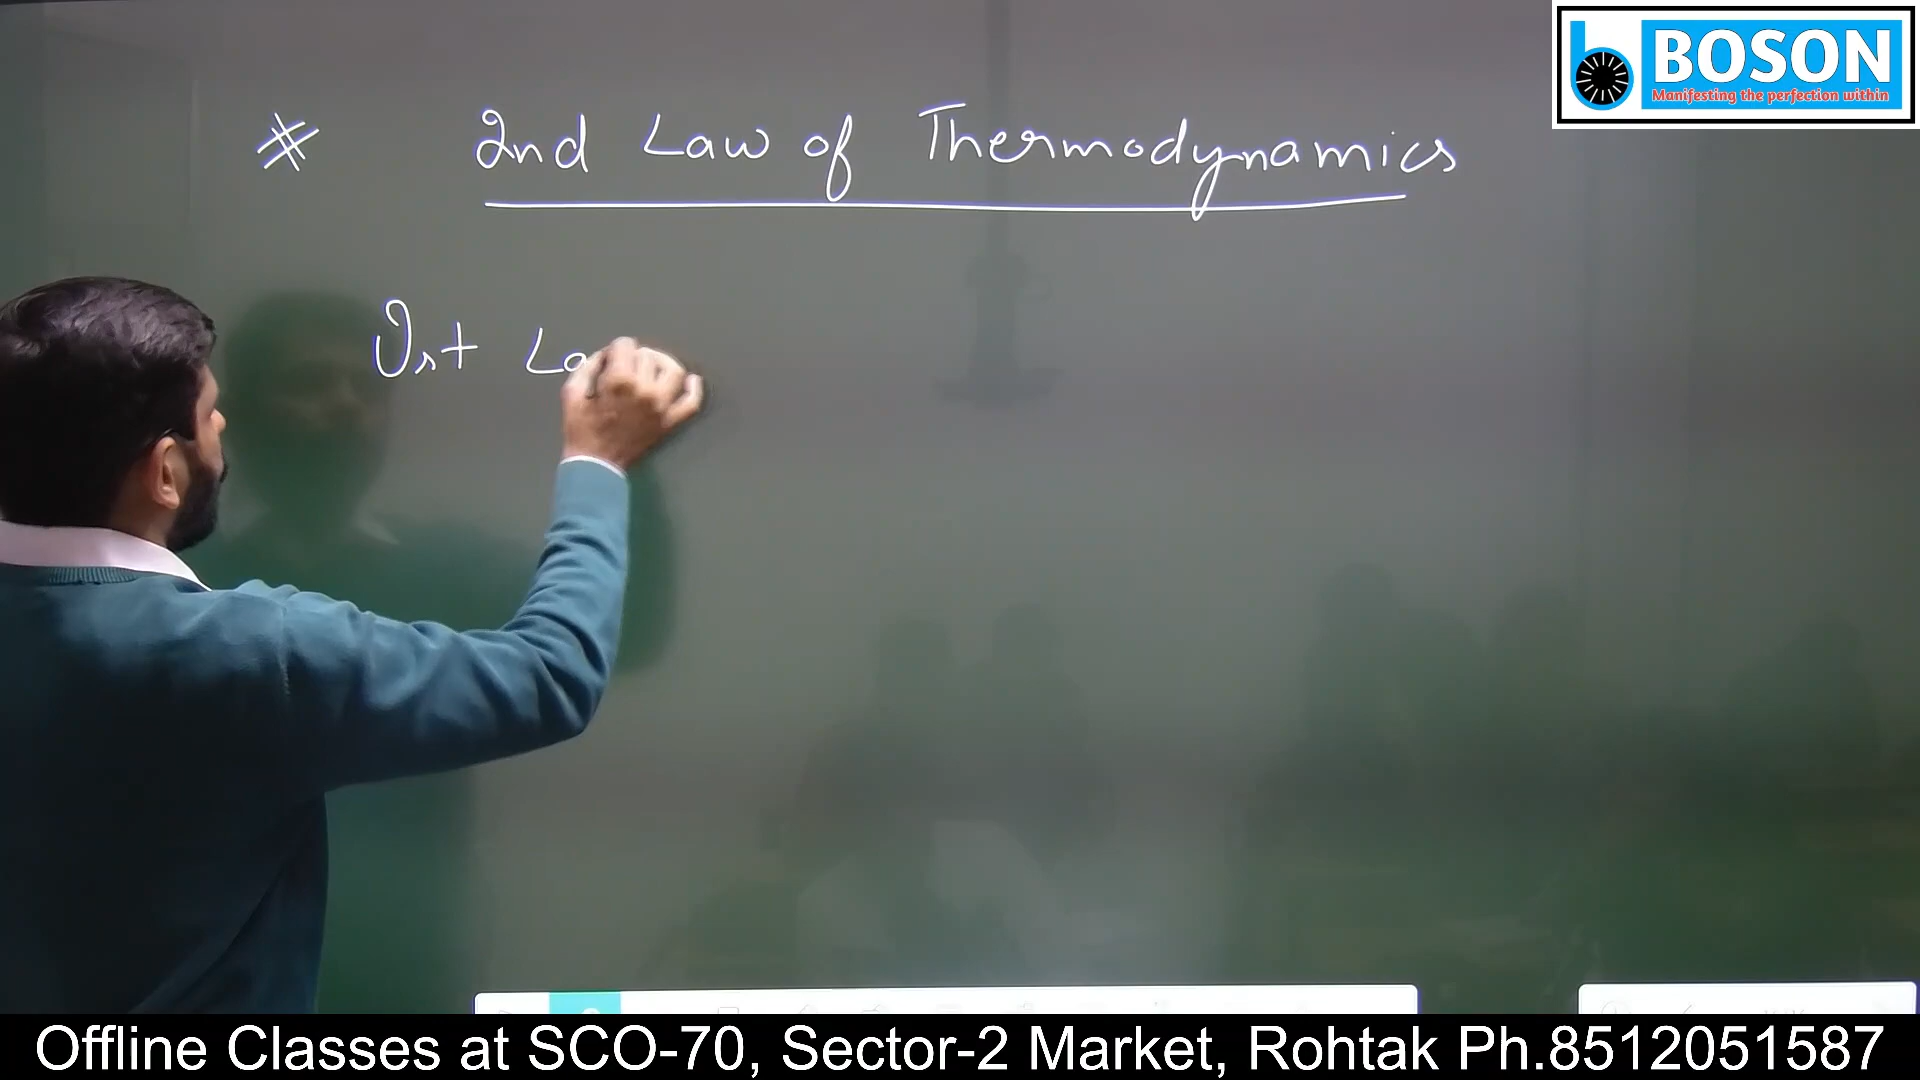 BOSON
Manifesting the perfection within
* 2nd Law of Thermodynamics
Ist
Offline Classes at SCO-70, Sector-2 Market, Rohtak Ph.8512051587